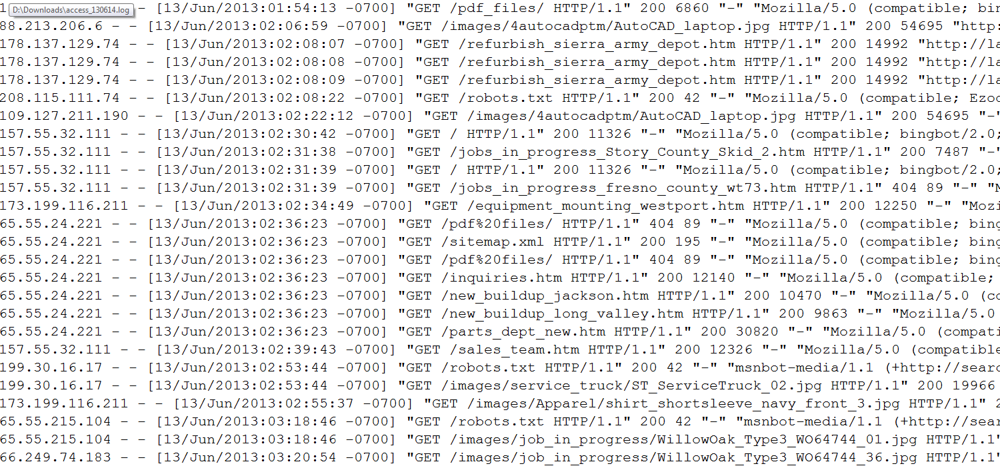 D:\Downloads\access_130614.log
1 - [13/Jun/2013:01:54:13 -0700] "GET /pdf_files/ HTTP/1.1" 200 6860 "-" "Mozilla/5.0 (compatible; bin
88.213.206.6 - - [13/Jun/2013:02:06:59 -0700] "GET /images/4autocadptm/AutoCAD_laptop.jpg HTTP/1.1" 200 54695 "http:
178.137.129.74 - - [13/Jun/2013:02:08:07 -0700] "GET /refurbish_sierra_army_depot.htm HTTP/1.1" 200 14992 "http://la
178.137.129.74 - - [13/Jun/2013:02:08:08 -0700] "GET /refurbish_sierra_army_depot.htm HTTP/1.1" 200 14992 "http://la
178.137.129.74 - - [13/Jun/2013:02:08:09 -0700] "GET /refurbish_sierra_army_depot.htm HTTP/1.1" 200 14992 "http://la
208.115.111.74 - - [13/Jun/2013:02:08:22 -0700] "GET /robots.txt HTTP/1.1" 200 42 "-" "Mozilla/5.0 (compatible; Ezoo
109.127.211.190 - - [13/Jun/2013:02:22:12 -0700] "GET /images/4autocadptm/AutoCAD_laptop.jpg HTTP/1.1" 200 54695 "-"
157.55.32.111 - - [13/Jun/2013:02:30:42 -0700] "GET / HTTP/1.1" 200 11326 "-" "Mozilla/5.0 (compatible; bingbot/2.0;
157.55.32.111 - - [13/Jun/2013:02:31:38 -0700] "GET /jobs_in_progress_Story_County_Skid_2.htm HTTP/1.1" 200 7487 "-"
157.55.32.111 - - [13/Jun/2013:02:31:39 -0700] "GET / HTTP/1.1" 200 11326 "-" "Mozilla/5.0 (compatible; bingbot/2.0;
157.55.32.111 - - [13/Jun/2013:02:31:39 -0700] "GET /jobs_in_progress_fresno_county_wt73.htm HTTP/1.1" 404 89 "-" "M
173.199.116.211 - - [13/Jun/2013:02:34:49 -0700] "GET /equipment_mounting_westport.htm HTTP/1.1" 200 12250 "-" "Mozi
65.55.24.221 - - [13/Jun/2013:02:36:23 -0700] "GET /pdf%20files/ HTTP/1.1" 404 89 "-" "Mozilla/5.0 (compatible; bing
65.55.24.221 - - [13/Jun/2013:02:36:23 -0700] "GET /sitemap.xml HTTP/1.1" 200 195 "-" "Mozilla/5.0 (compatible; bing
65.55.24.221 - - [13/Jun/2013:02:36:23 -0700] "GET /pdf%20files/ HTTP/1.1" 404 89 "-" "Mozilla/5.0 (compatible; bing
65.55.24.221 - - [13/Jun/2013:02:36:23 -0700] "GET /inquiries.htm HTTP/1.1" 200 12140 "-" "Mozilla/5.0 (compatible;
65.55.24.221 - - [13/Jun/2013:02:36:23 -0700] "GET /new_buildup_jackson.htm HTTP/1.1" 200 10470 "-" "Mozilla/5.0 (co
65.55.24.221 - - [13/Jun/2013:02:36:23 -0700] "GET /new_buildup_long_valley.htm HTTP/1.1" 200 9863 "-" "Mozilla/5.0
65.55.24.221 - - [13/Jun/2013:02:36:23 -0700] "GET /parts_dept_new.htm HTTP/1.1" 200 30820 "-" "Mozilla/5.0 (compati
157.55.32.111 - - [13/Jun/2013:02:39:43 -0700] "GET /sales_team.htm HTTP/1.1" 200 12326 "-" "Mozilla/5.0 (compatible
199.30.16.17 - - [13/Jun/2013:02:53:44 -0700] "GET /robots.txt HTTP/1.1" 200 42 "-" "msnbot-media/1.1 (+http://searc
199.30.16.17 - - [13/Jun/2013:02:53:44 -0700] "GET /images/service_truck/ST_ServiceTruck_02.jpg HTTP/1.1" 200 19966
173.199.116.211 - - [13/Jun/2013:02:55:37 -0700] "GET /images/Apparel/shirt_shortsleeve_navy_front_3.jpg HTTP/1.1" 2
65.55.215.104 - - [13/Jun/2013:03:18:46 -0700] "GET /robots.txt HTTP/1.1" 200 42 "-" "msnbot-media/1.1 (+http://sear
65.55.215.104 - - [13/Jun/2013:03:18:46 -0700] "GET /images/job_in_progress/WillowOak_Type3_WO64744_01.jpg HTTP/1.1"
66.249.74.183 - - [13/Jun/2013:03:20:54 -0700] "GET /images/job_in_progress/WillowOak_Type3_WO64744_36.jpg HTTP/1.1"